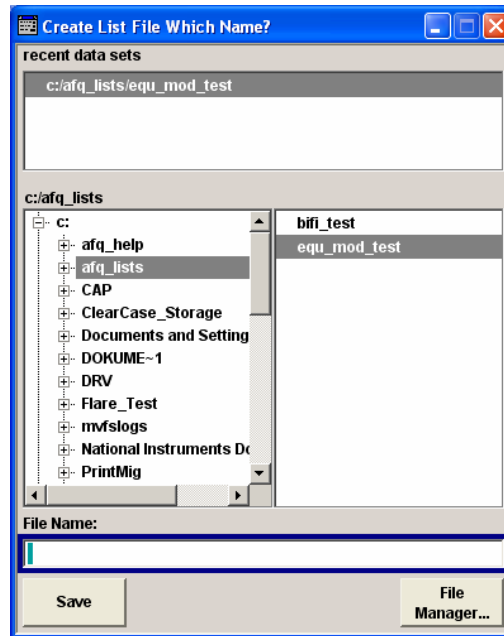 Create List File Which Name?
recent data sets
c:/afq_lists/equ_mod_test
c:/afq_lists
c:
afq_help
afq_lists
CAP
ClearCase_Storage
Documents and Setting
DOKUME~1
DRV
Flare_Test
mvfslogs
National Instruments Do
PrintMig
bifi_test
equ_mod_test
File Name:
Save
File
Manager...